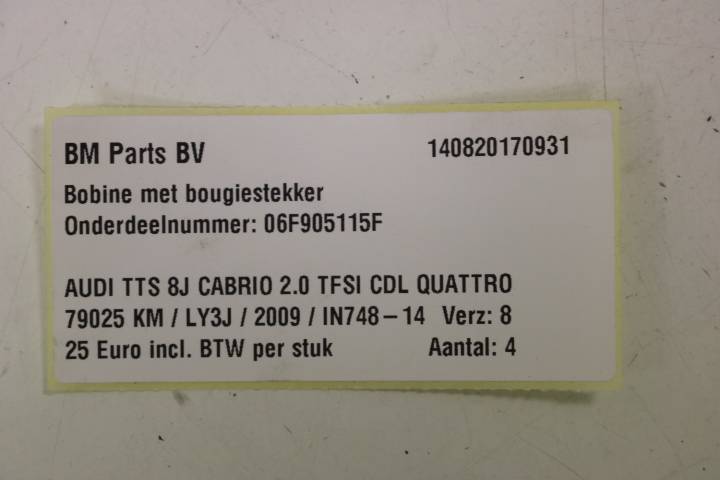 BM Parts BV 140820170931
Bobine met bougiestekker
Onderdeelnummer: 06F905115F
AUDI TTS 8J CABRIO 2.0 TFSI CDL QUATTRO
79025 KM / LY3J / 2009 / IN748-14 Verz: 8
25 Euro incl. BTW per stuk Aantal: 4